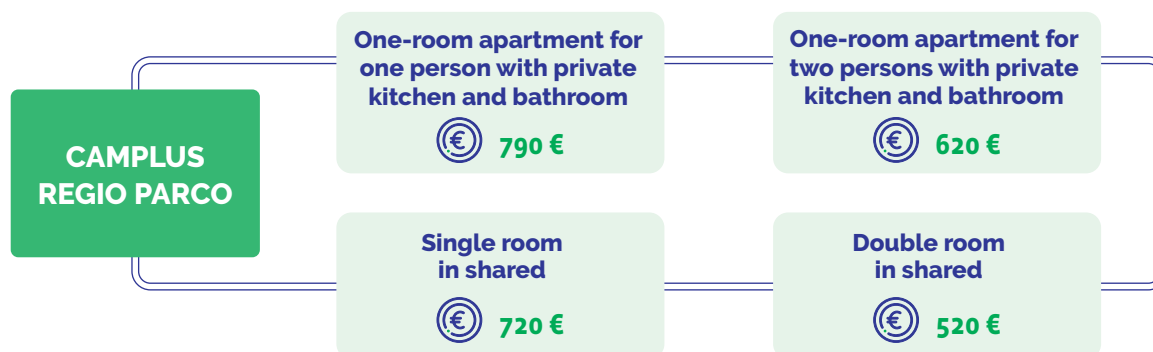 CAMPLUS
REGIO PARCO
One-room apartment for
one person with private
kitchen and bathroom
€ 790 €
One-room apartment for
two persons with private
kitchen and bathroom
€ 620 €
Single room
in shared
€ 720 €
Double room
in shared
€ 520 €